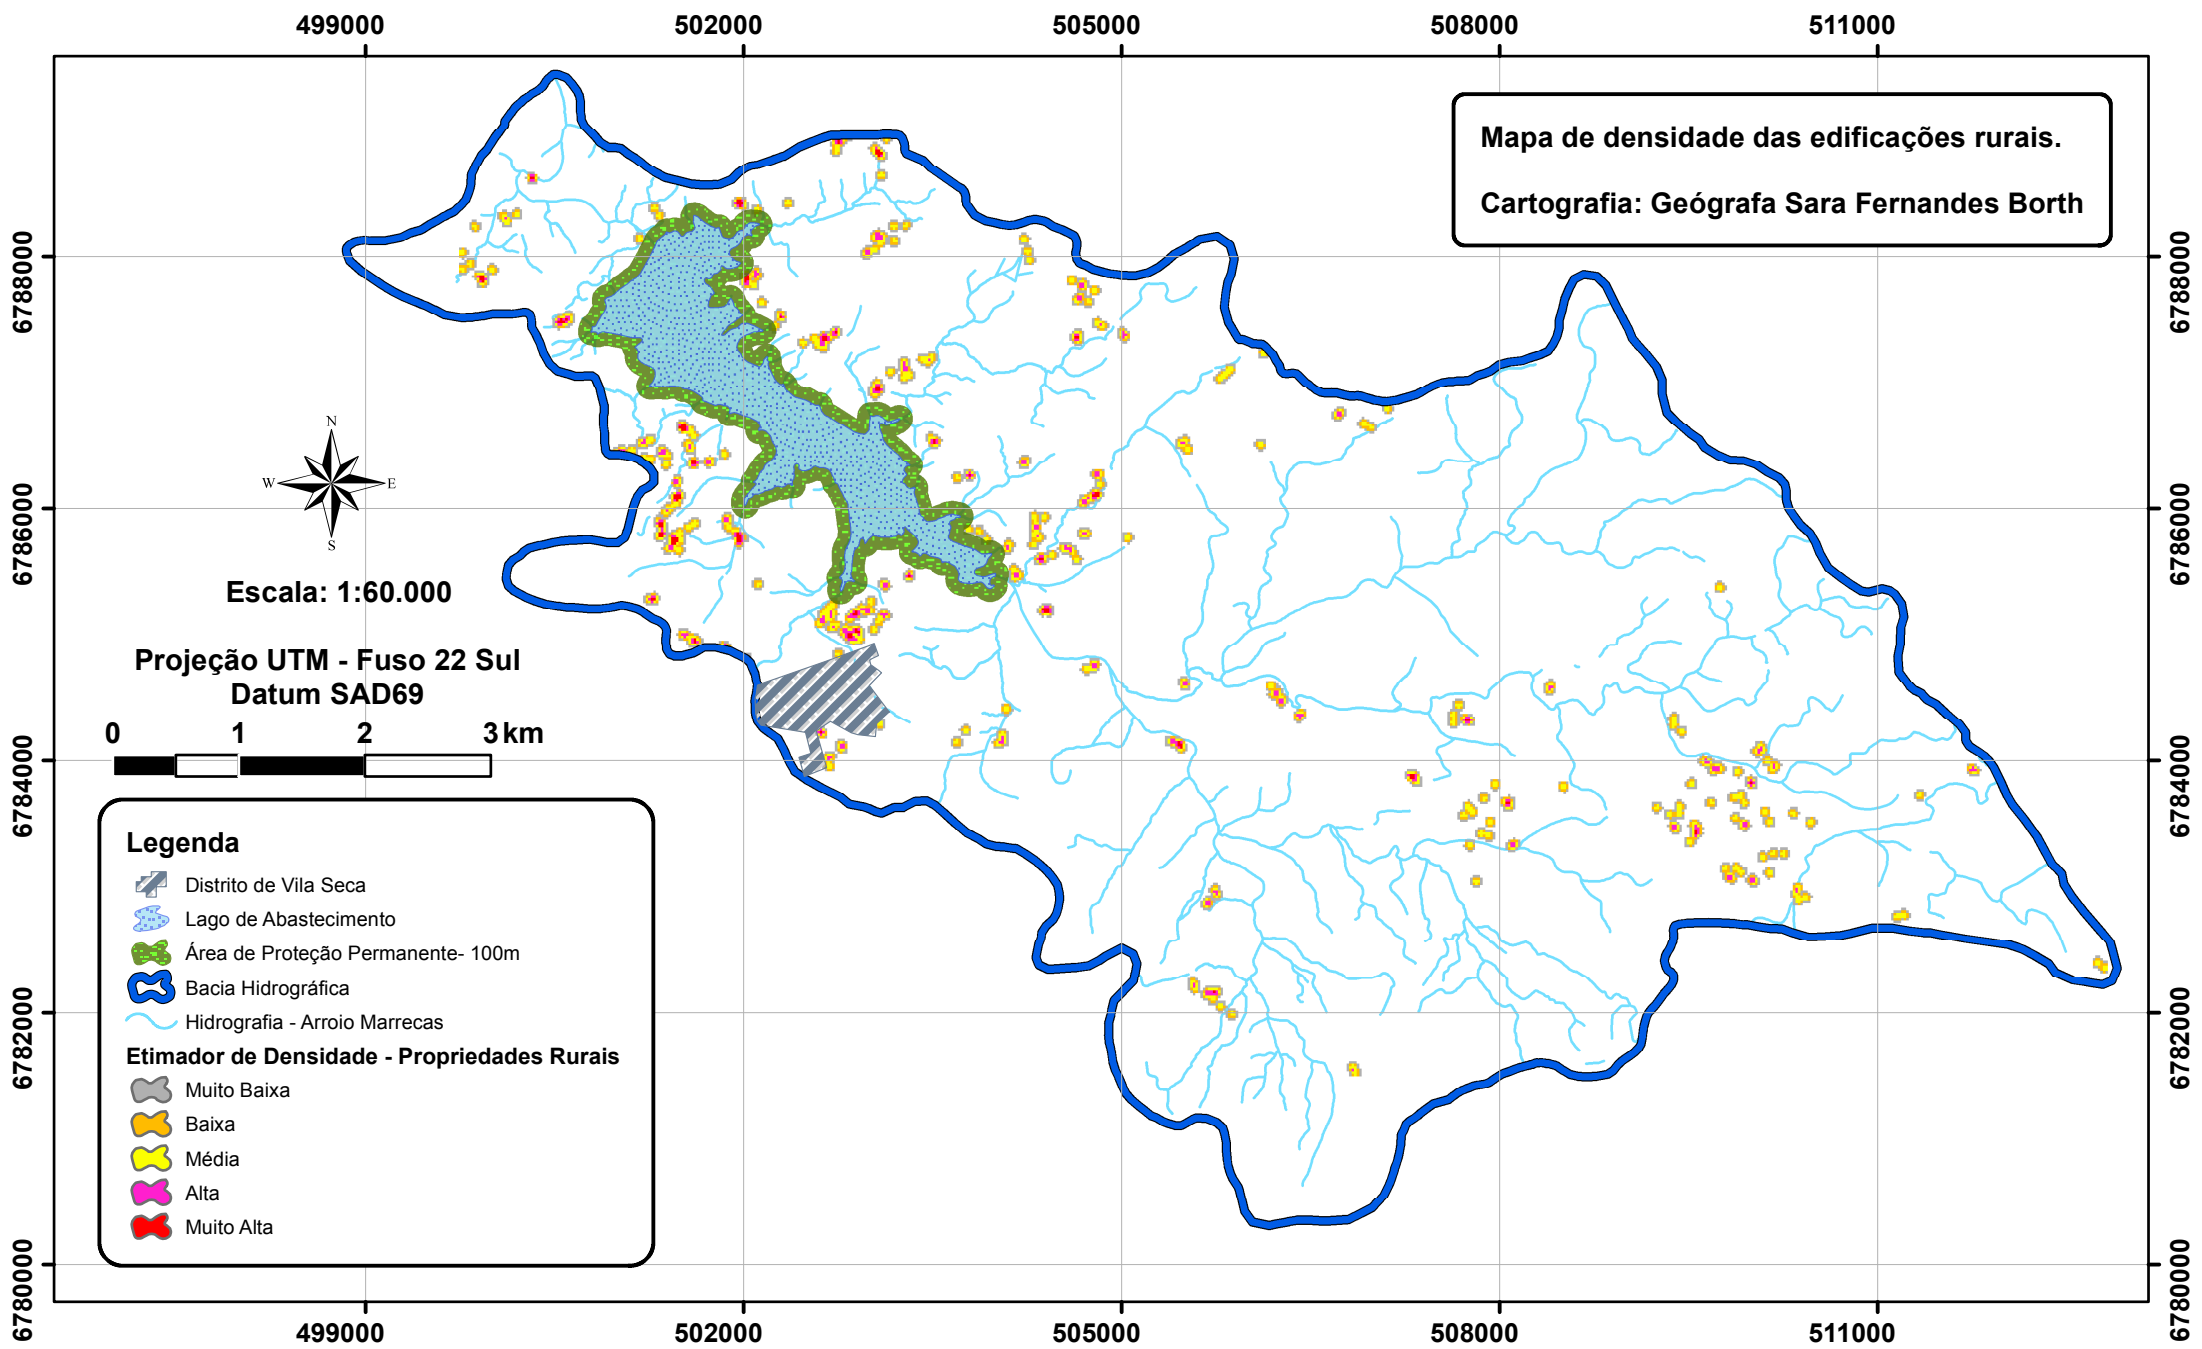 499000 502000 505000 508000 511000
Mapa de densidade das edificações rurais.
Cartografia: Geógrafa Sara Fernandes Borth
6788000 6788000
N
W E
S
6786000 6786000
Escala: 1:60.000
Projeção UTM - Fuso 22 Sul
Datum SAD69
0 1 2 3 km
6784000 6784000
Legenda
Distrito de Vila Seca
Lago de Abastecimento
Área de Proteção Permanente- 100m
Bacia Hidrográfica
Hidrografia - Arroio Marrecas
6782000 6782000
Etimador de Densidade - Propriedades Rurais
Muito Baixa
Baixa
Média
Alta
Muito Alta
6780000 6780000
499000 502000 505000 508000 511000